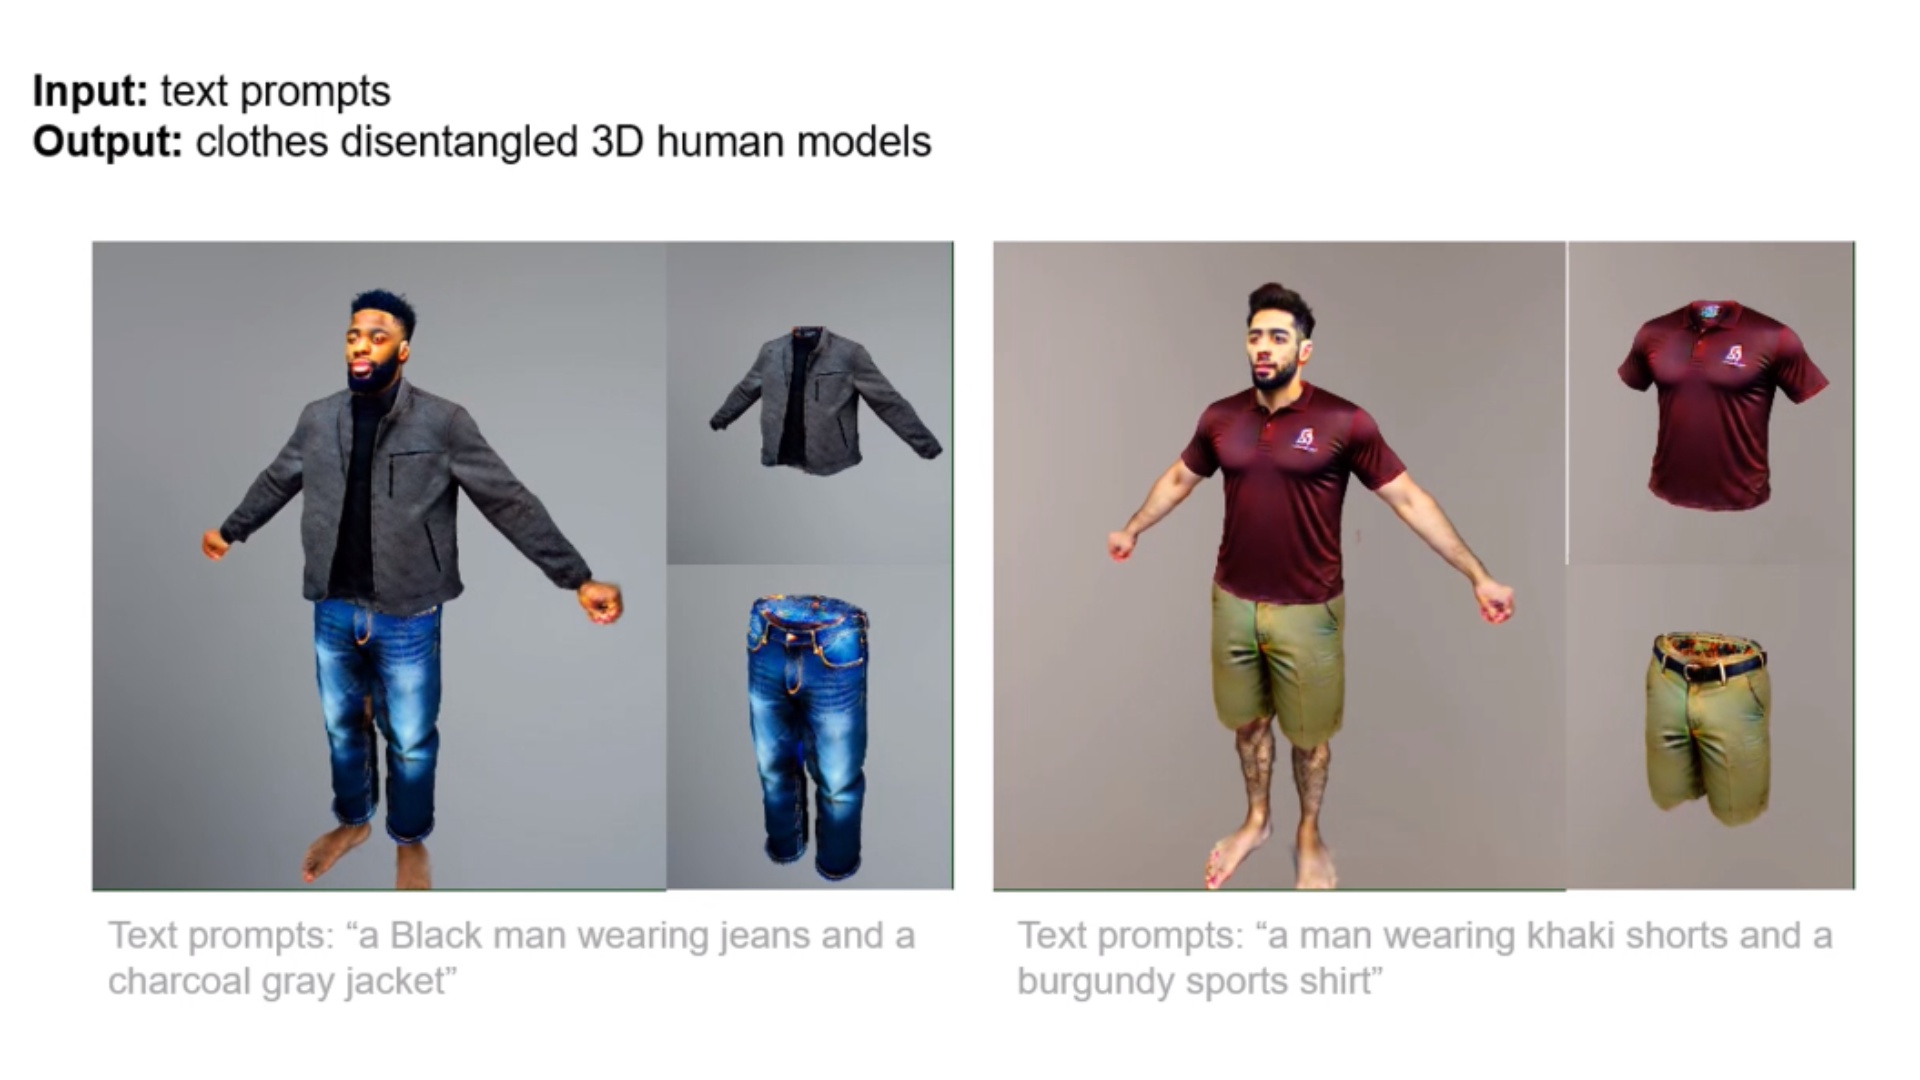 Input: text prompts
Output: clothes disentangled 3D human models
Text prompts: “a Black man wearing jeans and a
charcoal gray jacket”
Text prompts: “a man wearing khaki shorts and a
burgundy sports shirt”